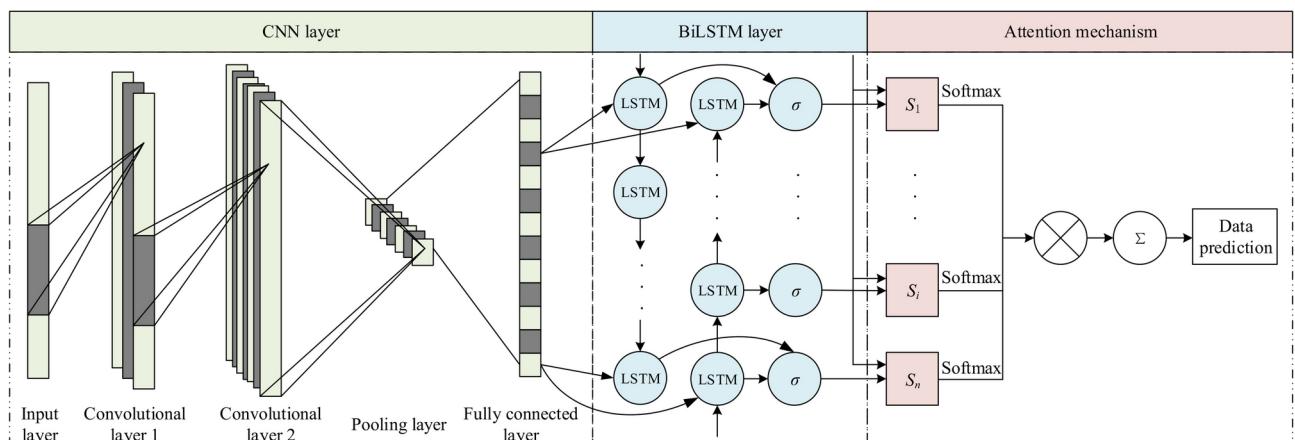 CNN layer
BiLSTM layer
Attention mechanism
LSTM
LSTM
σ
S1
Softmax
LSTM
Data
prediction
Σ
LSTM
σ
Si
Softmax
LSTM
LSTM
σ
Sn
Softmax
Input
layer
Convolutional
layer 1
Convolutional
layer 2
Pooling layer
Fully connected
layer